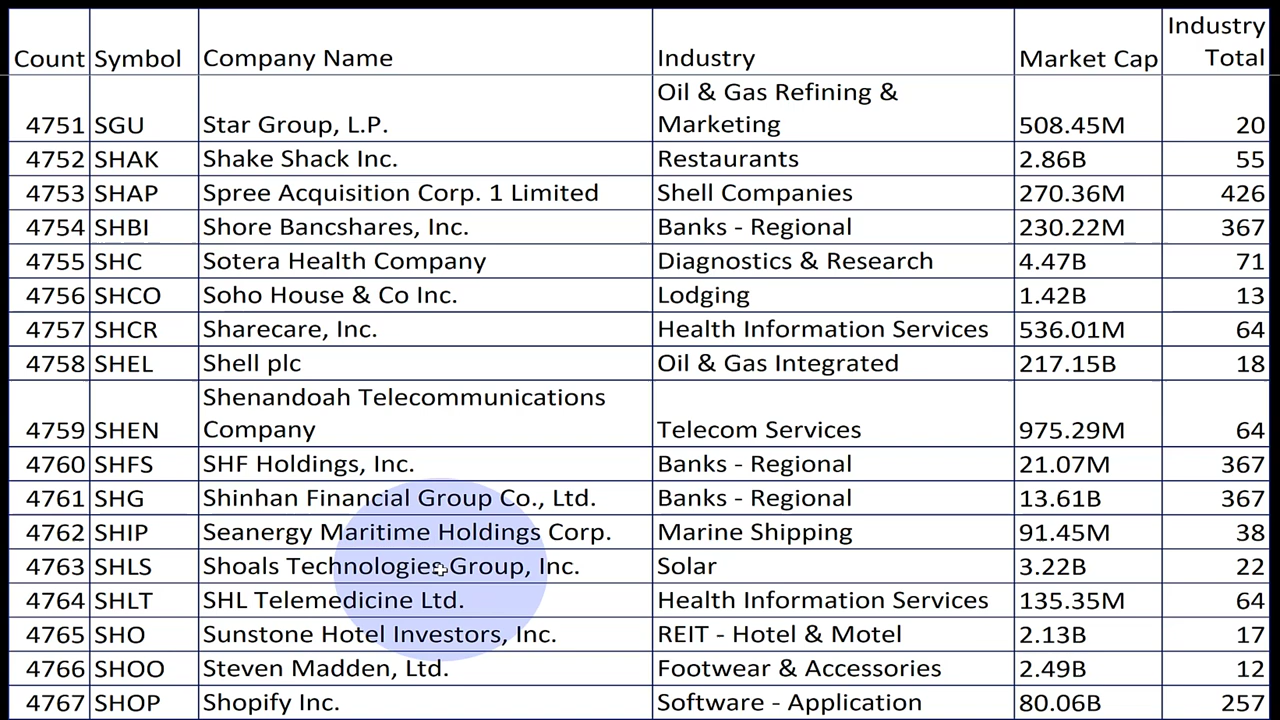 Count Symbol Company Name Industry Market Cap Industry Total
4751 SGU Star Group, L.P. Oil & Gas Refining & Marketing 508.45M 20
4752 SHAK Shake Shack Inc. Restaurants 2.86B 55
4753 SHAP Spree Acquisition Corp. 1 Limited Shell Companies 270.36M 426
4754 SHBI Shore Bancshares, Inc. Banks - Regional 230.22M 367
4755 SHC Sotera Health Company Diagnostics & Research 4.47B 71
4756 SHCO Soho House & Co Inc. Lodging 1.42B 13
4757 SHCR Sharecare, Inc. Health Information Services 536.01M 64
4758 SHEL Shell plc Oil & Gas Integrated 217.15B 18
4759 SHEN Shenandoah Telecommunications Company Telecom Services 975.29M 64
4760 SHFS SHF Holdings, Inc. Banks - Regional 21.07M 367
4761 SHG Shinhan Financial Group Co., Ltd. Banks - Regional 13.61B 367
4762 SHIP Seanergy Maritime Holdings Corp. Marine Shipping 91.45M 38
4763 SHLS Shoals Technologies Group, Inc. Solar 3.22B 22
4764 SHLT SHL Telemedicine Ltd. Health Information Services 135.35M 64
4765 SHO Sunstone Hotel Investors, Inc. REIT - Hotel & Motel 2.13B 17
4766 SHOO Steven Madden, Ltd. Footwear & Accessories 2.49B 12
4767 SHOP Shopify Inc. Software - Application 80.06B 257